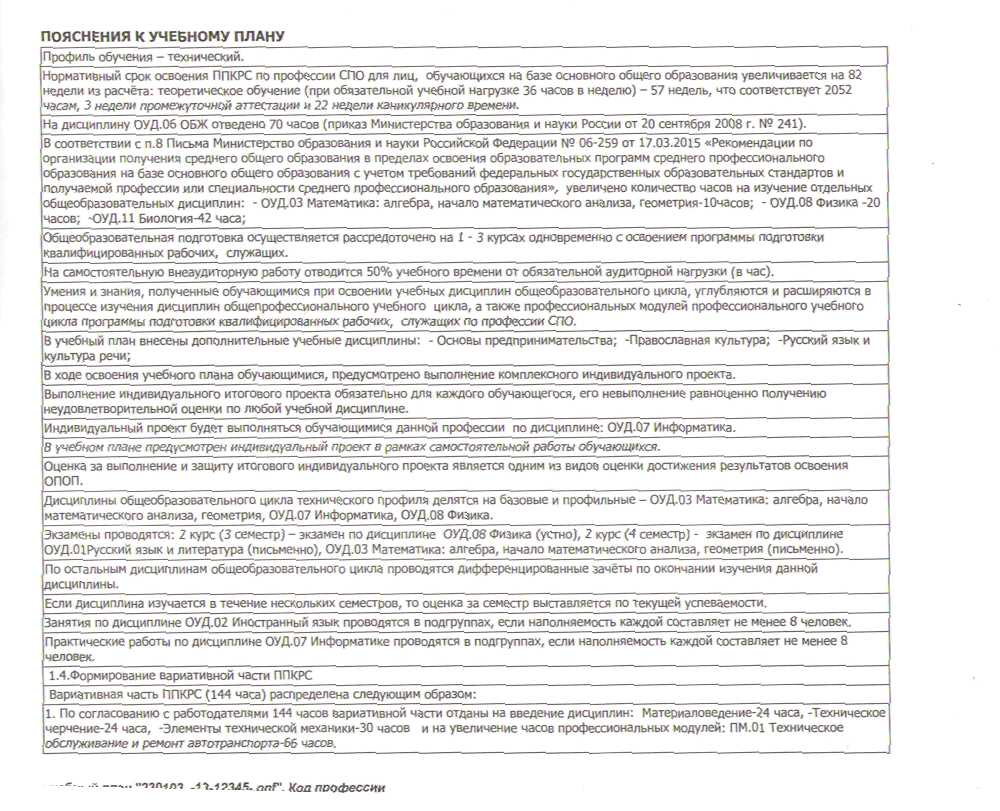 ПОЯСНЕНИЯ К УЧЕБНОМУ ПЛАНУ
Профиль обучения – технический.
Нормативный срок освоения ППКРС по профессии СПО для лиц, обучающихся на базе основного общего образования увеличивается на 82
недели из расчёта: теоретическое обучение (при обязательной учебной нагрузке 36 часов в неделю) – 57 недель, что соответствует 2052
часам, 3 недели промежуточной аттестации и 22 недели каникулярного времени.
На дисциплину ОУД.06 ОБЖ отведено 70 часов (приказ Министерства образования и науки России от 20 сентября 2008 г. № 241).
В соответствии с п.8 Письма Министерство образования и науки Российской Федерации № 06-259 от 17.03.2015 «Рекомендации по
организации получения среднего общего образования в пределах освоения образовательных программ среднего профессионального
образования на базе основного общего образования с учетом требований федеральных государственных образовательных стандартов и
получаемой профессии или специальности среднего профессионального образования», увеличено количество часов на изучение отдельных
общеобразовательных дисциплин: - ОУД.03 Математика: алгебра, начало математического анализа, геометрия-10часов; - ОУД.08 Физика -20
часов; -ОУД.11 Биология-42 часа;
Общеобразовательная подготовка осуществляется рассредоточено на 1 - 3 курсах одновременно с освоением программы подготовки
квалифицированных рабочих, служащих.
На самостоятельную внеаудиторную работу отводится 50% учебного времени от обязательной аудиторной нагрузки (в час).
Умения и знания, полученные обучающимися при освоении учебных дисциплин общеобразовательного цикла, углубляются и расширяются в
процессе изучения дисциплин общепрофессионального учебного цикла, а также профессиональных модулей профессионального учебного
цикла программы подготовки квалифицированных рабочих, служащих по профессии СПО.
В учебный план внесены дополнительные учебные дисциплины: - Основы предпринимательства; -Православная культура; -Русский язык и
культура речи;
В ходе освоения учебного плана обучающимися, предусмотрено выполнение комплексного индивидуального проекта.
Выполнение индивидуального итогового проекта обязательно для каждого обучающегося, его невыполнение равноценно получению
неудовлетворительной оценки по любой учебной дисциплине.
Индивидуальный проект будет выполняться обучающимися данной профессии по дисциплине: ОУД.07 Информатика.
В учебном плане предусмотрен индивидуальный проект в рамках самостоятельной работы обучающихся.
Оценка за выполнение и защиту итогового индивидуального проекта является одним из видов оценки достижения результатов освоения
ОПОП.
Дисциплины общеобразовательного цикла технического профиля делятся на базовые и профильные – ОУД.03 Математика: алгебра, начало
математического анализа, геометрия, ОУД.07 Информатика, ОУД.08 Физика.
Экзамены проводятся: 2 курс (3 семестр) – экзамен по дисциплине ОУД.08 Физика (устно), 2 курс (4 семестр) - экзамен по дисциплине
ОУД.01Русский язык и литература (письменно), ОУД.03 Математика: алгебра, начало математического анализа, геометрия (письменно).
По остальным дисциплинам общеобразовательного цикла проводятся дифференцированные зачёты по окончании изучения данной
дисциплины.
Если дисциплина изучается в течение нескольких семестров, то оценка за семестр выставляется по текущей успеваемости.
Занятия по дисциплине ОУД.02 Иностранный язык проводятся в подгруппах, если наполняемость каждой составляет не менее 8 человек.
Практические работы по дисциплине ОУД.07 Информатике проводятся в подгруппах, если наполняемость каждой составляет не менее 8
человек.
1.4.Формирование вариативной части ППКРС
Вариативная часть ППКРС (144 часа) распределена следующим образом:
1. По согласованию с работодателями 144 часов вариативной части отданы на введение дисциплин: Материаловедение-24 часа, -Техническое
черчение-24 часа, -Элементы технической механики-30 часов и на увеличение часов профессиональных модулей: ПМ.01 Техническое
обслуживание и ремонт автотранспорта-66 часов.
план Код профессии